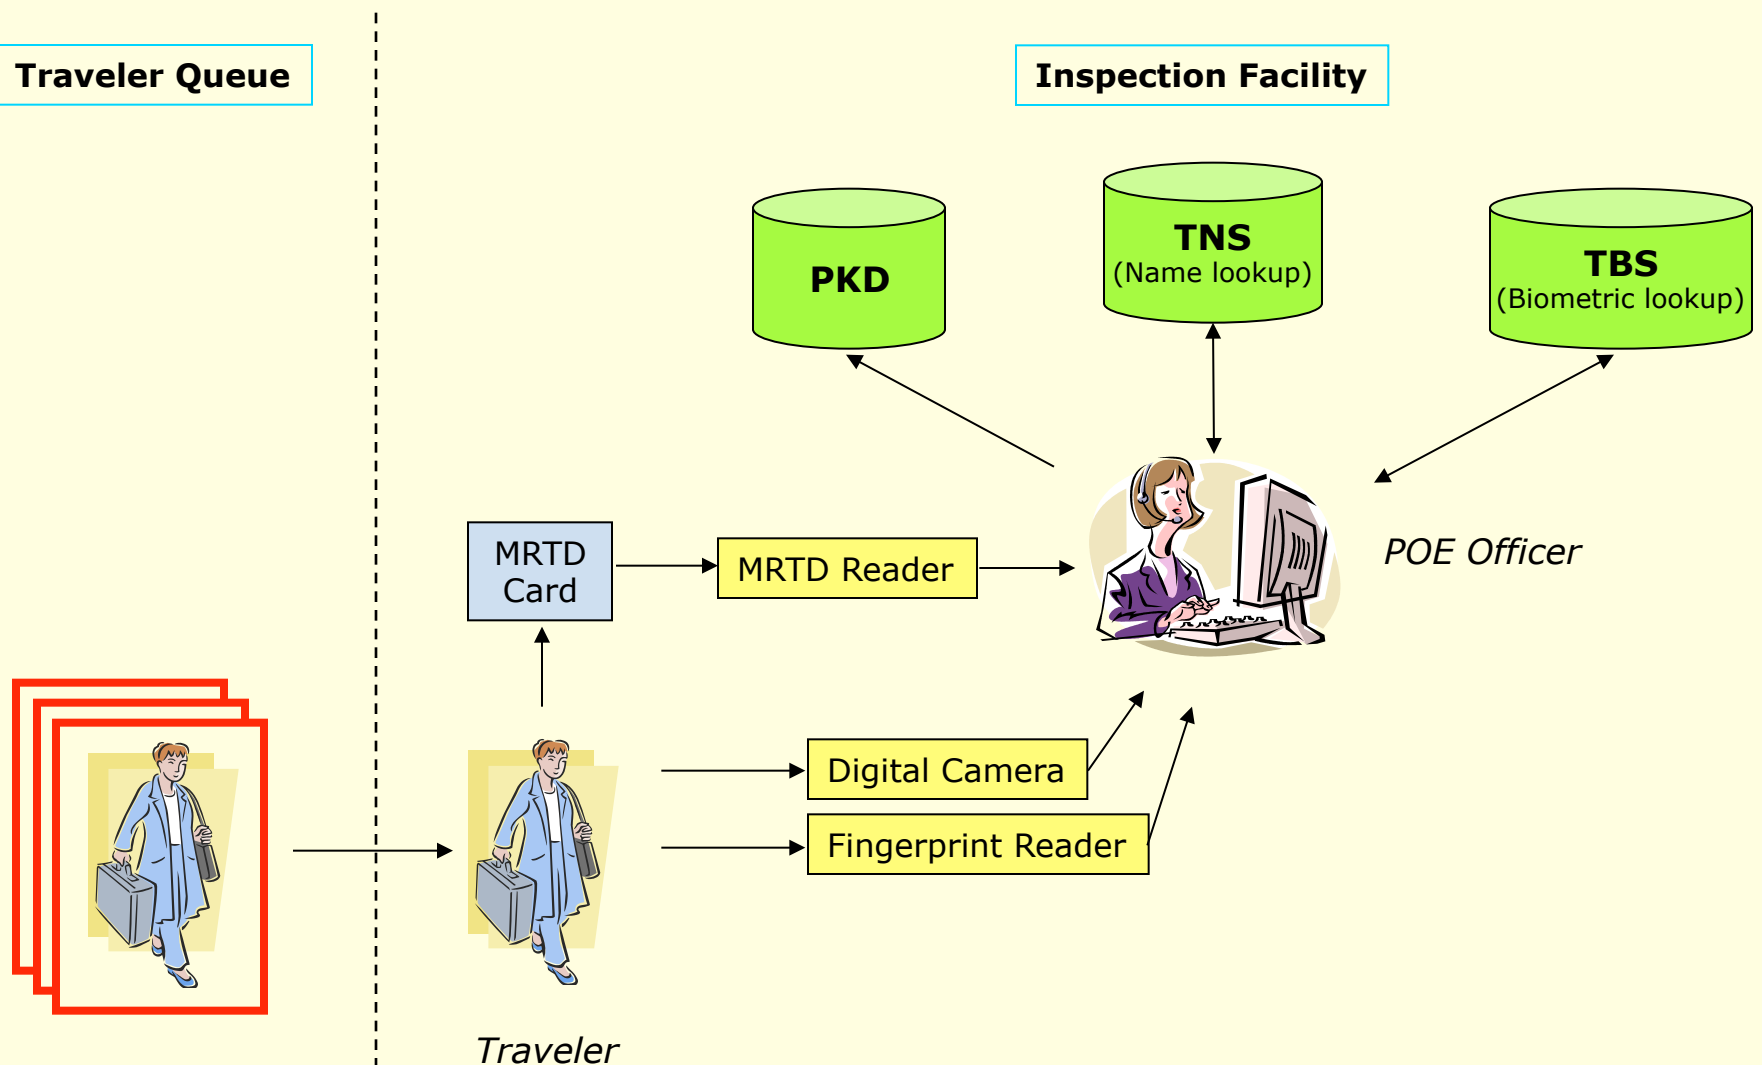 Traveler Queue
Inspection Facility
PKD
TNS
(Name lookup)
TBS
(Biometric lookup)
MRTD
Card
MRTD Reader
POE Officer
Digital Camera
Fingerprint Reader
Traveler